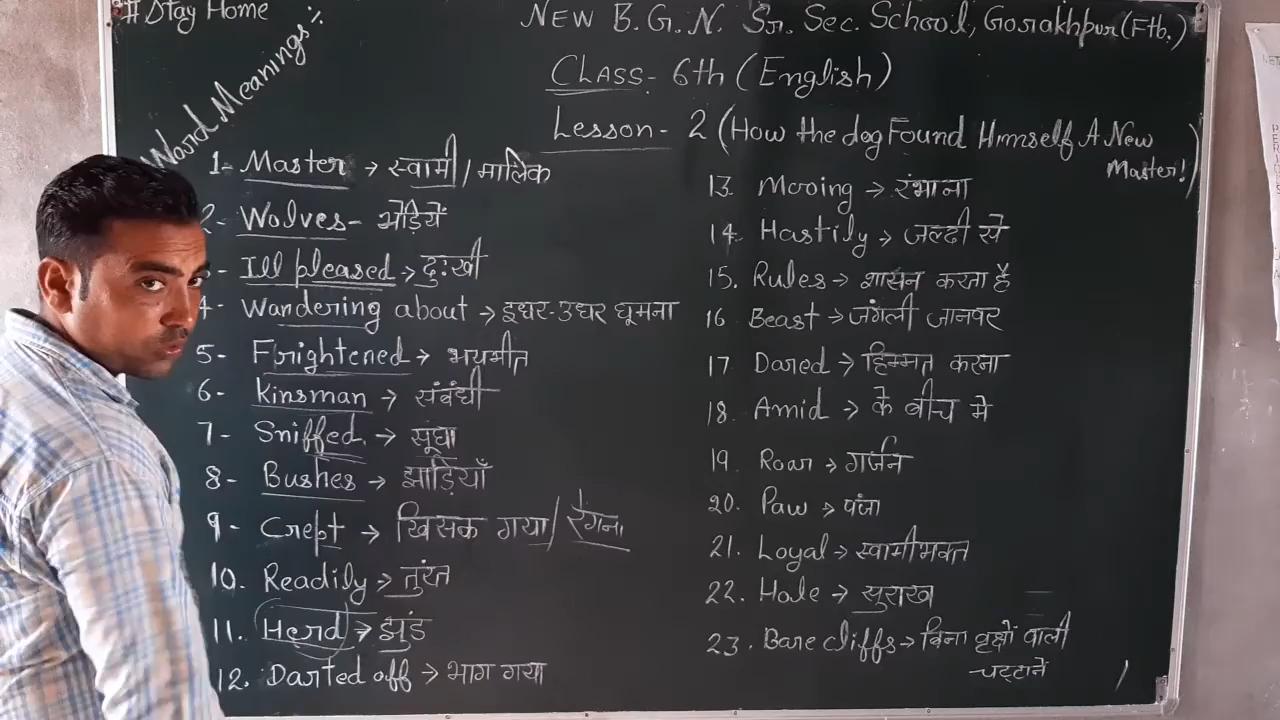 #Stay Home
NEW B.G.N. Sr. Sec. School, Gorakhpur (Ftb.)
Word Meanings:
CLASS- 6th (English)
Lesson- 2 (How the dog Found Himself A New
Master!)
1- Master → स्वामी/मालिक
2- Wolves- भेड़ियें
Ill pleased → दुःखी
4- Wandering about → इधर-उधर घूमना
5- Frightened → भयभीत
6- Kinsman → संबंधी
7- Sniffed → सूंघा
8- Bushes → झाड़ियाँ
9- Crept → खिसक गया/रेंगना
10. Readily → तुरंत
11. Herd → झुंड
12. Darted off → भाग गया
13. Mooing → रंभाना
14. Hastily → जल्दी से
15. Rules → शासन करता है
16. Beast → जंगली जानवर
17. Dared → हिम्मत करना
18. Amid → के बीच मे
19. Roar → गर्जन
20. Paw → पंजा
21. Loyal → स्वामीभक्त
22. Hole → सुराख
23. Bare cliffs → बिना वृक्षों वाली
चट्टानें